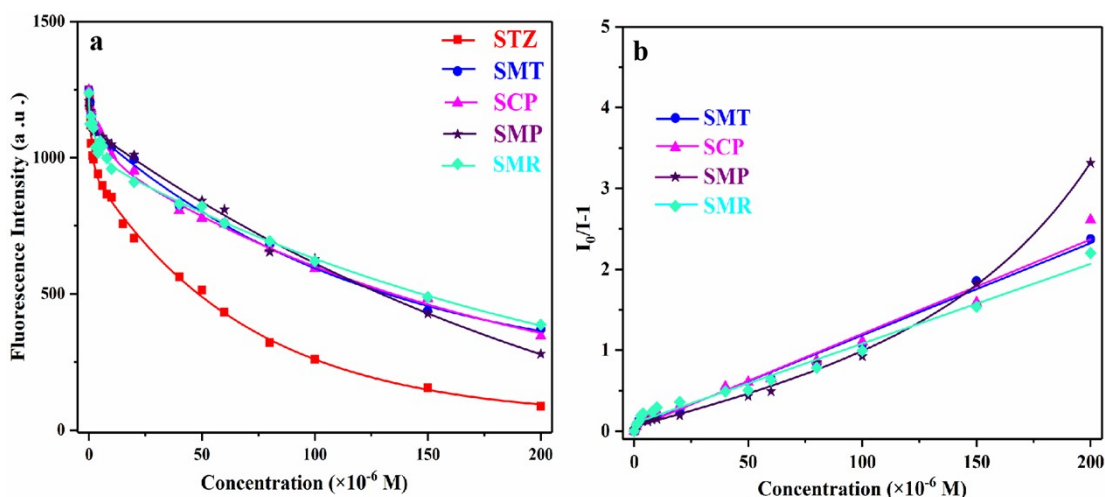 a
STZ
SMT
SCP
SMP
SMR
Fluorescence Intensity (a .u .)
1500
1000
500
0
0 50 100 150 200
Concentration (×10-6 M)
b
SMT
SCP
SMP
SMR
I0/I-1
5
4
3
2
1
0
0 50 100 150 200
Concentration (×10-6 M)